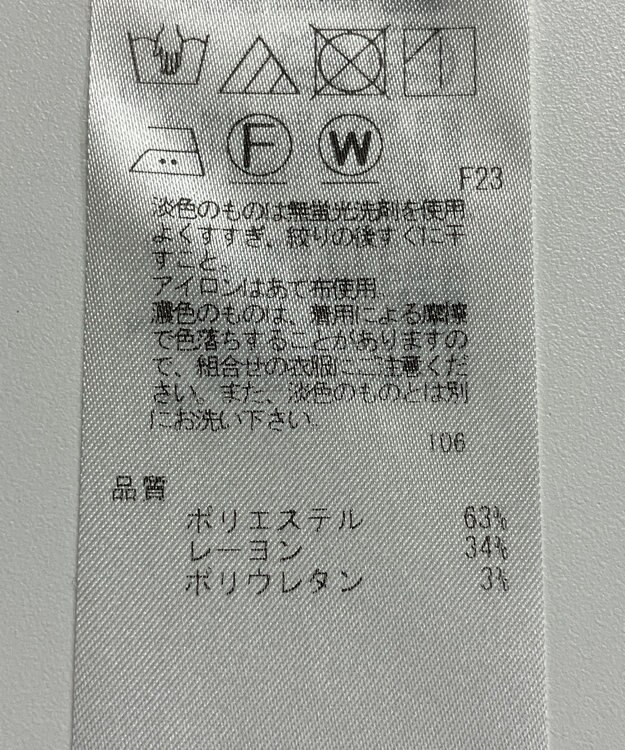 F
W
F23
淡色のものは無蛍光洗剤を使用
よくすすぎ、絞りの後すぐに干
すこと。
アイロンはあて布使用
濃色のものは、着用による摩擦
で色落ちすることがありますの
で、組合せの衣服にご注意くだ
さい。また、淡色のものとは別
にお洗い下さい
106
品質
ポリエステル 63%
レーヨン 34%
ポリウレタン 3%